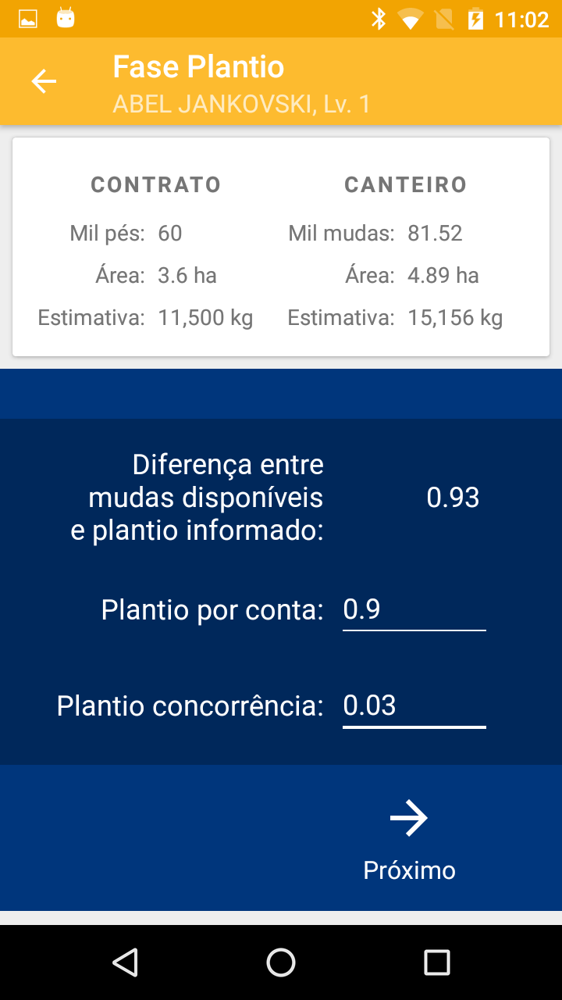 11:02
Fase Plantio
ABEL JANKOVSKI, Lv. 1
CONTRATO
Mil pés: 60
Área: 3.6 ha
Estimativa: 11,500 kg
CANTEIRO
Mil mudas: 81.52
Área: 4.89 ha
Estimativa: 15,156 kg
Diferença entre
mudas disponíveis
e plantio informado:
0.93
Plantio por conta: 0.9
Plantio concorrência: 0.03
Próximo